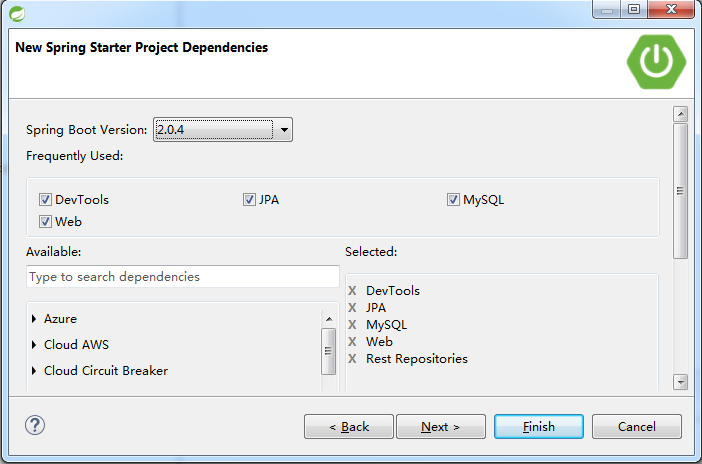 New Spring Starter Project Dependencies
Spring Boot Version: 2.0.4
Frequently Used:
DevTools JPA MySQL
Web
Available: Selected:
Type to search dependencies
Azure
Cloud AWS
Cloud Circuit Breaker
X DevTools
X JPA
X MySQL
X Web
X Rest Repositories
? < Back Next > Finish Cancel